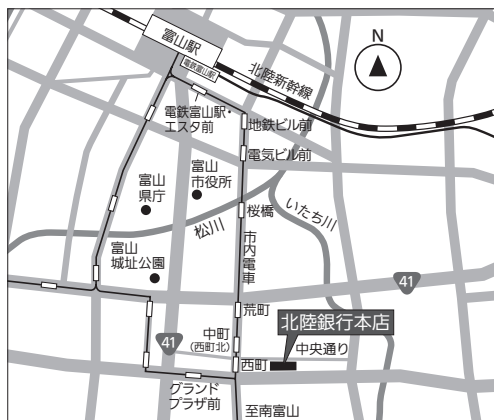 富山駅
電鉄富山駅
N
北陸新幹線
電鉄富山駅・
エスタ前
地鉄ビル前
電気ビル前
富山
県庁
富山
市役所
桜橋
いたち川
松川
市内電車
富山
城址公園
41
荒町
北陸銀行本店
41
中町
(西町北)
中央通り
西町
グランド
プラザ前
至南富山